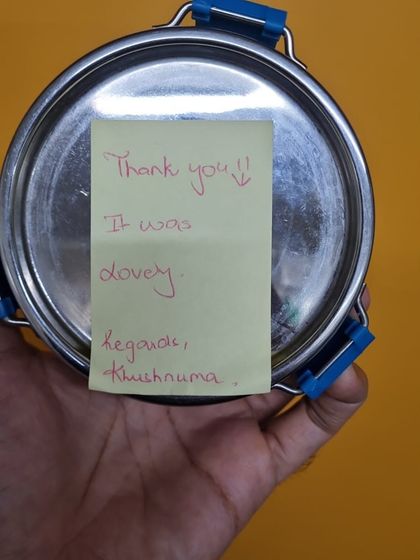 Thank you !!
It was
Lovely.
Regards,
Khushnuma.